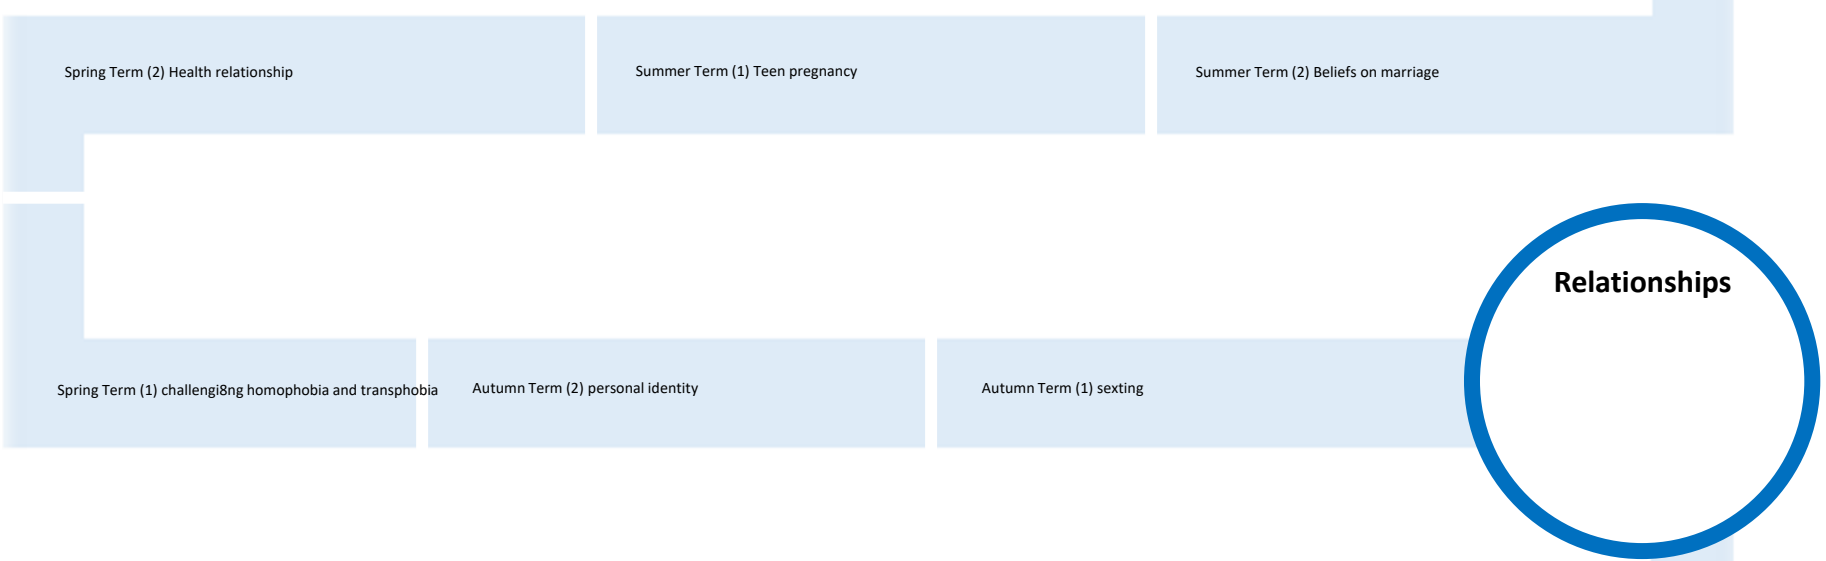 Spring Term (2) Health relationship
Summer Term (1) Teen pregnancy
Summer Term (2) Beliefs on marriage
Relationships
Spring Term (1) challengi8ng homophobia and transphobia
Autumn Term (2) personal identity
Autumn Term (1) sexting